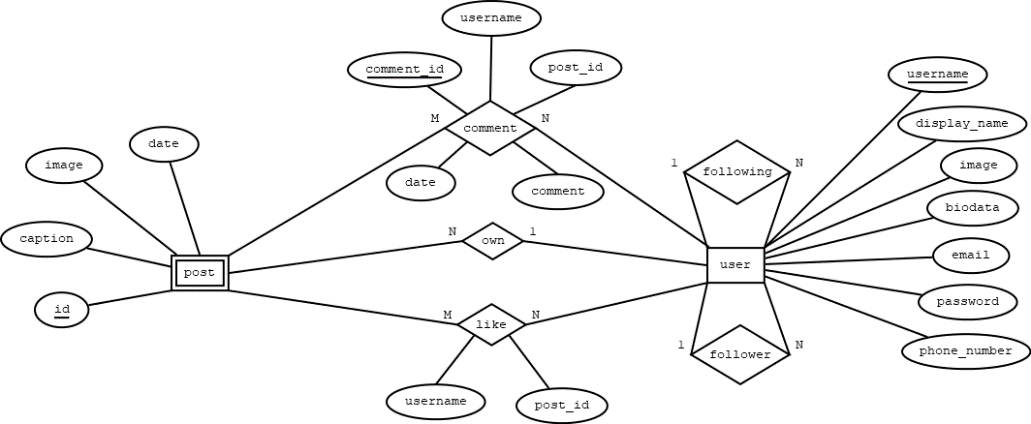 username
comment_id
post_id
username
M
comment
N
display_name
date
image
1
following
N
image
date
comment
biodata
caption
N
own
1
email
post
user
id
M
like
N
password
1
follower
N
phone_number
username
post_id